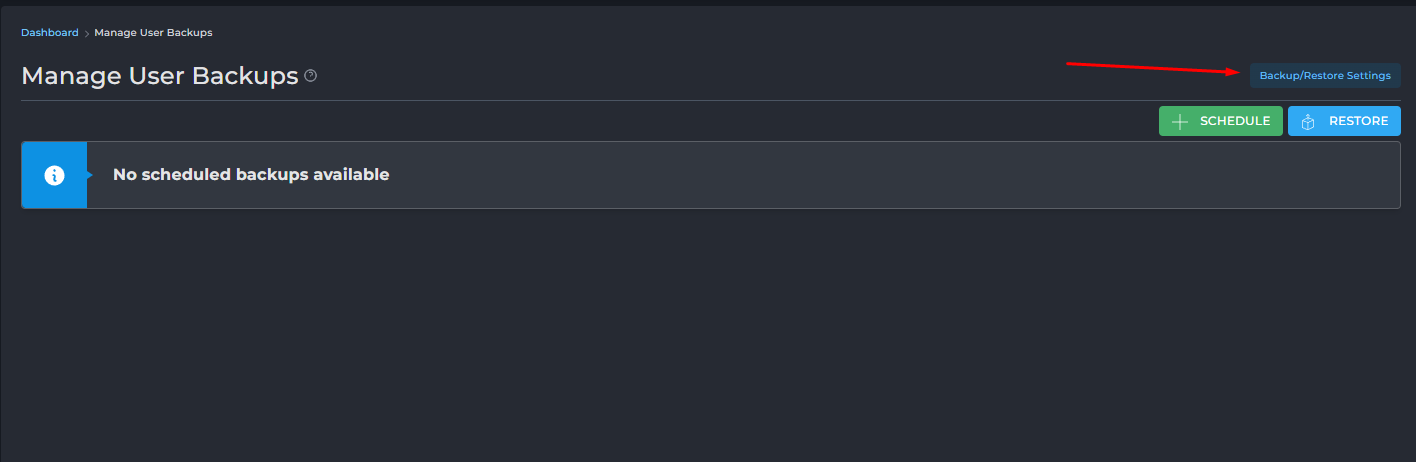 Dashboard > Manage User Backups
Manage User Backups
Backup/Restore Settings
SCHEDULE
RESTORE
No scheduled backups available